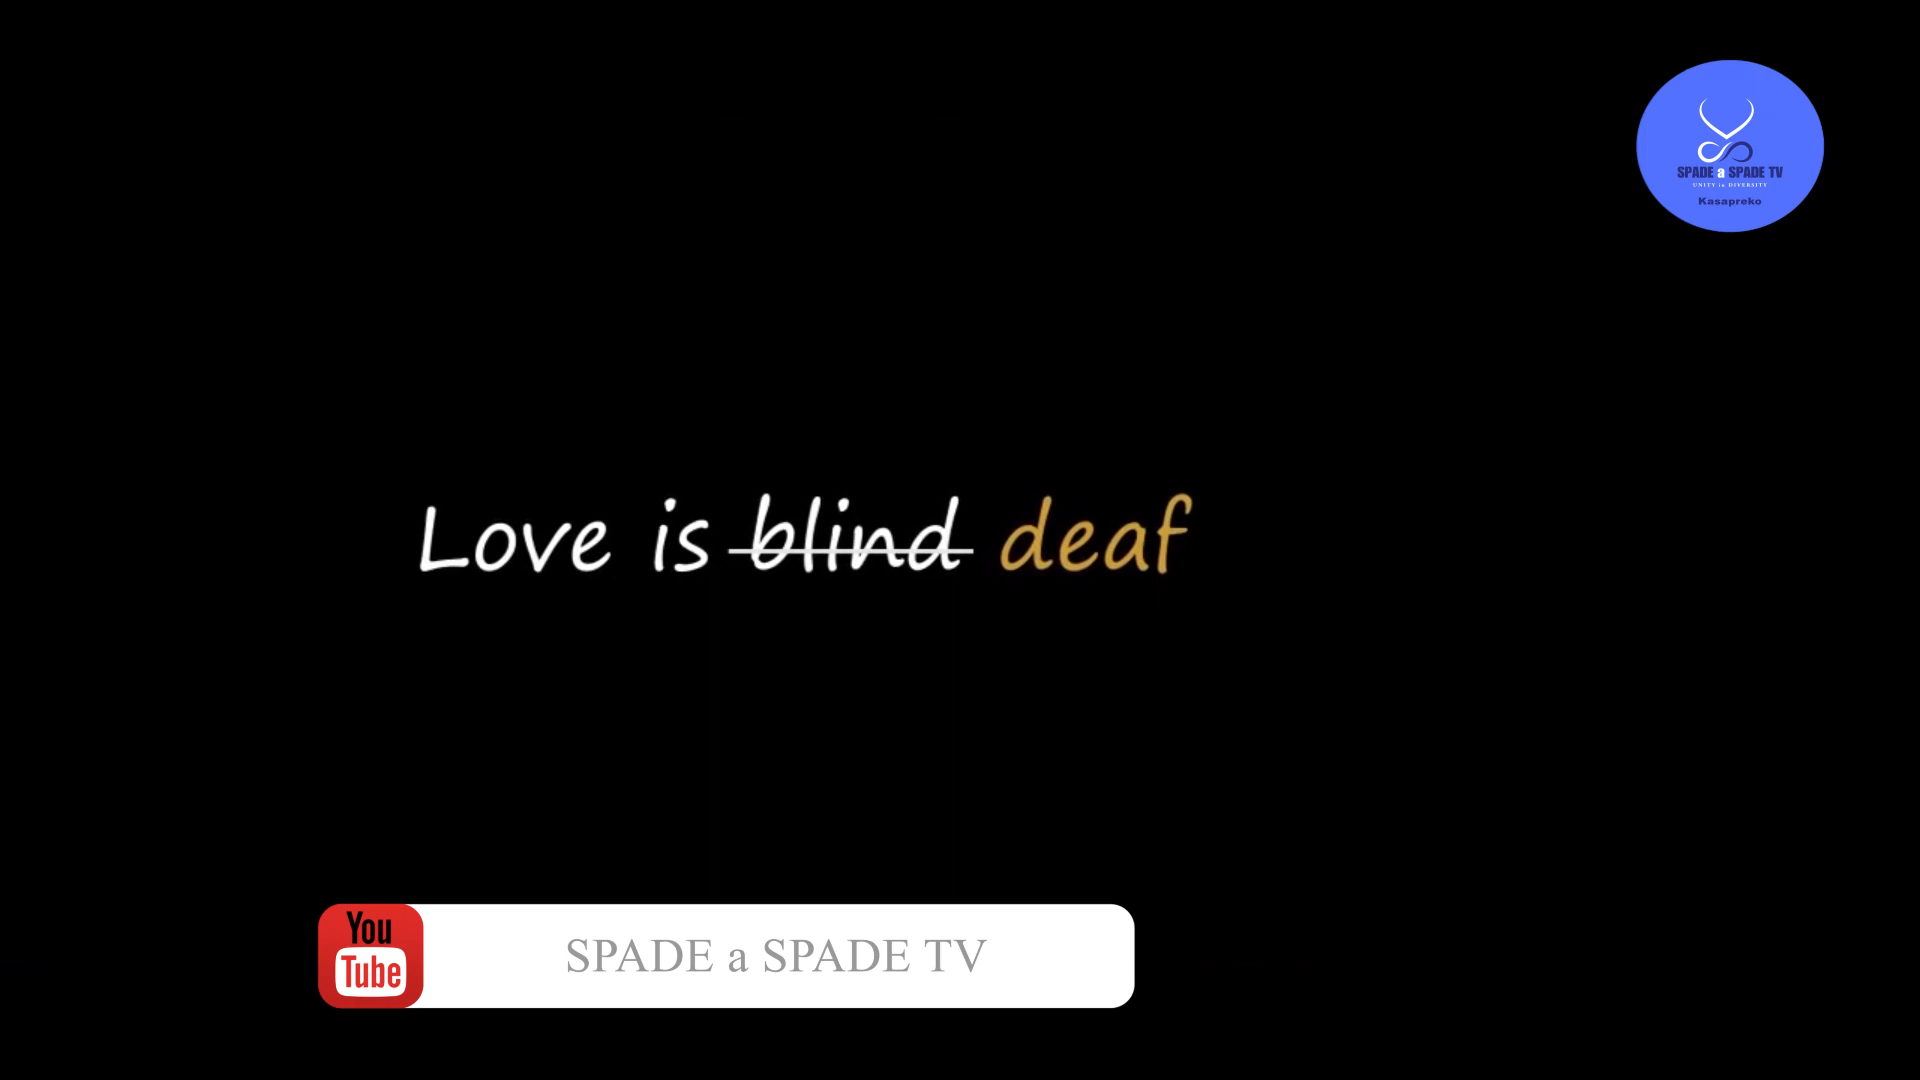 SPADE a SPADE TV
UNITY in DIVERSITY
Kasapreko
Love is blind deaf
You
Tube
SPADE a SPADE TV